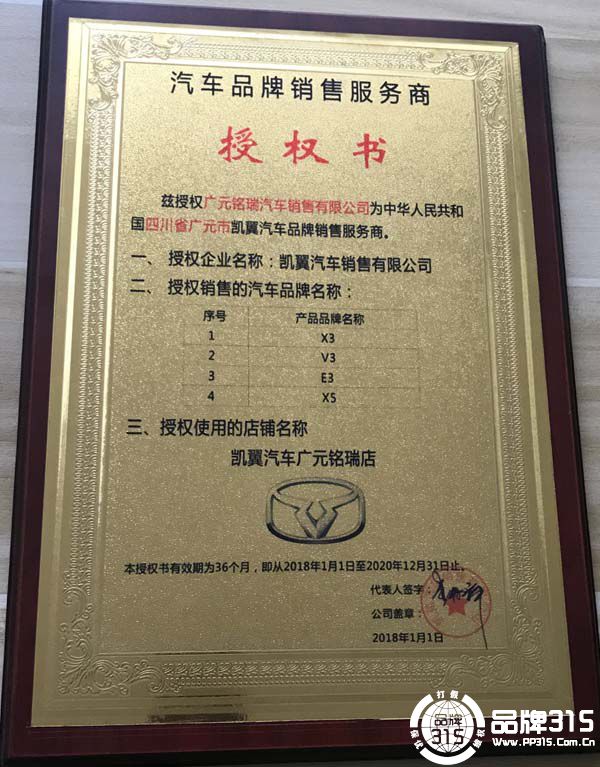 汽车品牌销售服务商
授权书
兹授权广元铭瑞汽车销售有限公司为中华人民共和
国四川省广元市凯翼汽车品牌销售服务商。
一、授权企业名称：凯翼汽车销售有限公司
二、授权销售的汽车品牌名称：
序号 产品品牌名称
1 X3
2 V3
3 E3
4 X5
三、授权使用的店铺名称
凯翼汽车广元铭瑞店
本授权书有效期为36个月，即从2018年1月1日至2020年12月31日止。
代表人签字：
公司盖章：
2018年1月1日
打假
品牌
315
品牌315
Www.PP315.Com.Cn